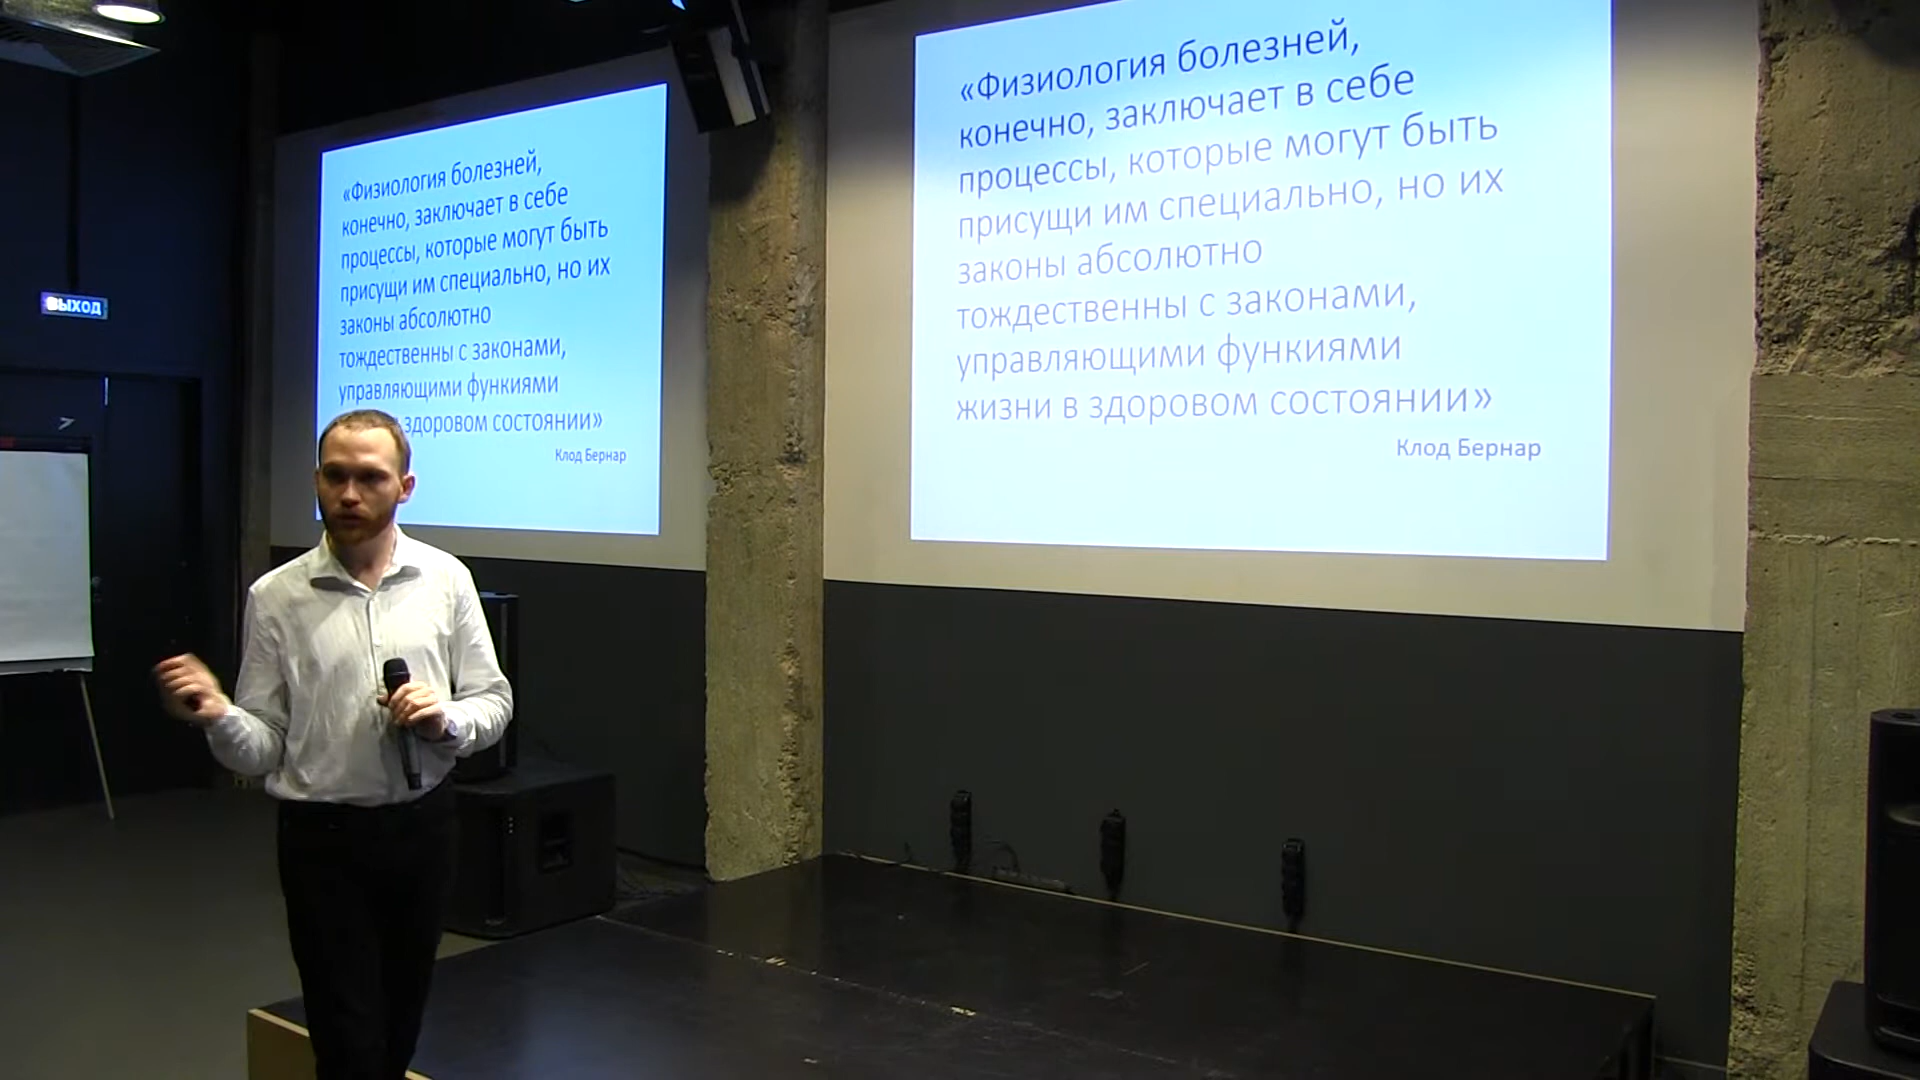 «Физиология болезней,
конечно, заключает в себе
процессы, которые могут быть
присущи им специально, но их
законы абсолютно
тождественны с законами,
управляющими функиями
здоровом состоянии»
Клод Бернар
«Физиология болезней,
конечно, заключает в себе
процессы, которые могут быть
присущи им специально, но их
законы абсолютно
тождественны с законами,
управляющими функиями
жизни в здоровом состоянии»
Клод Бернар
ВЫХОД